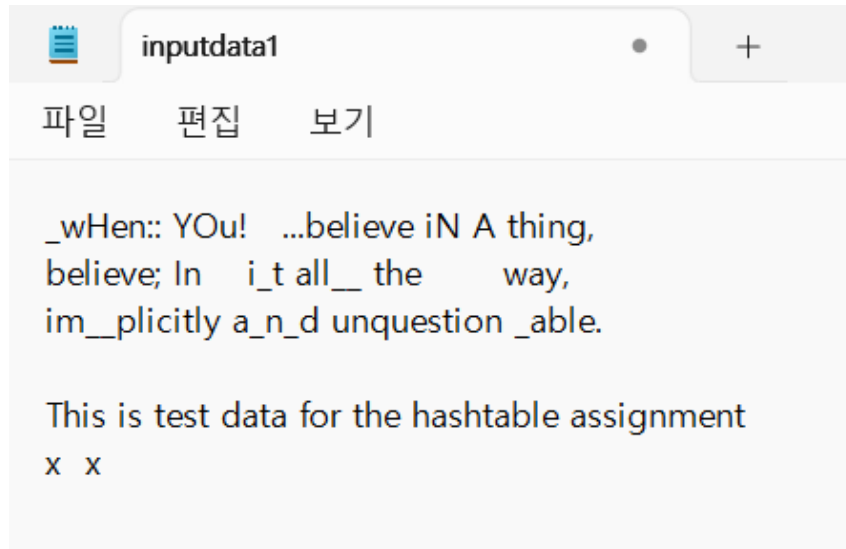 inputdata1
파일 편집 보기
_wHen:: YOu!   ...believe iN A thing,
believe; In    i_t all__ the        way,
im__plicitly a_n_d unquestion _able.
This is test data for the hashtable assignment
x  x